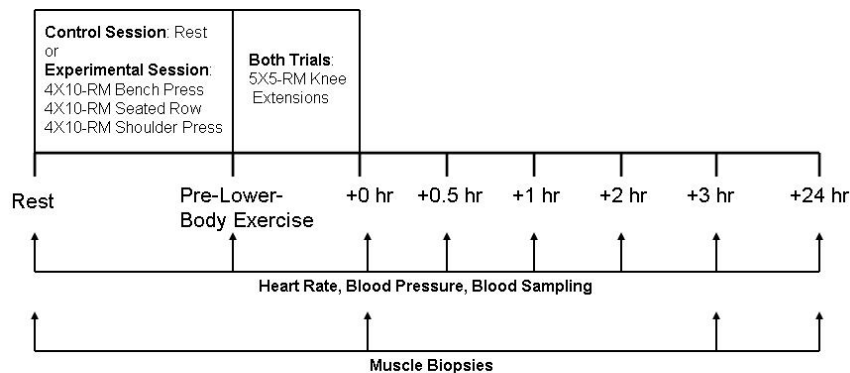 Control Session: Rest
or
Experimental Session:
4X10-RM Bench Press
4X10-RM Seated Row
4X10-RM Shoulder Press
Both Trials:
5X5-RM Knee
Extensions
Rest
Pre-Lower-
Body Exercise
+0 hr
+0.5 hr
+1 hr
+2 hr
+3 hr
+24 hr
Heart Rate, Blood Pressure, Blood Sampling
Muscle Biopsies